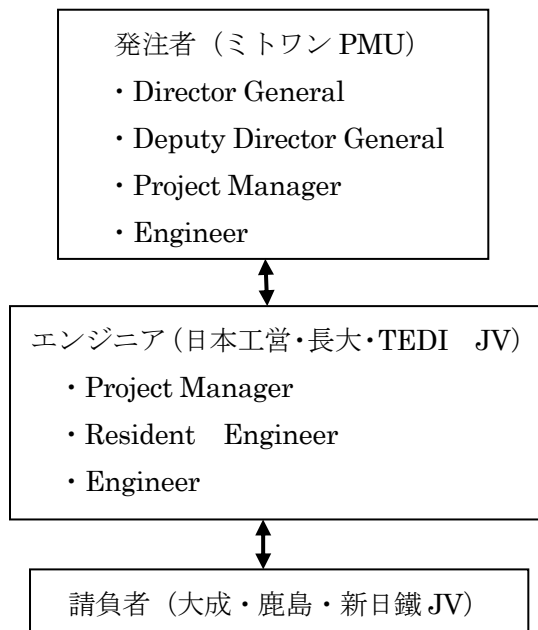 発注者（ミトワン PMU）
・Director General
・Deputy Director General
・Project Manager
・Engineer
エンジニア（日本工営・長大・TEDI　JV）
・Project Manager
・Resident　Engineer
・Engineer
請負者（大成・鹿島・新日鐵 JV）